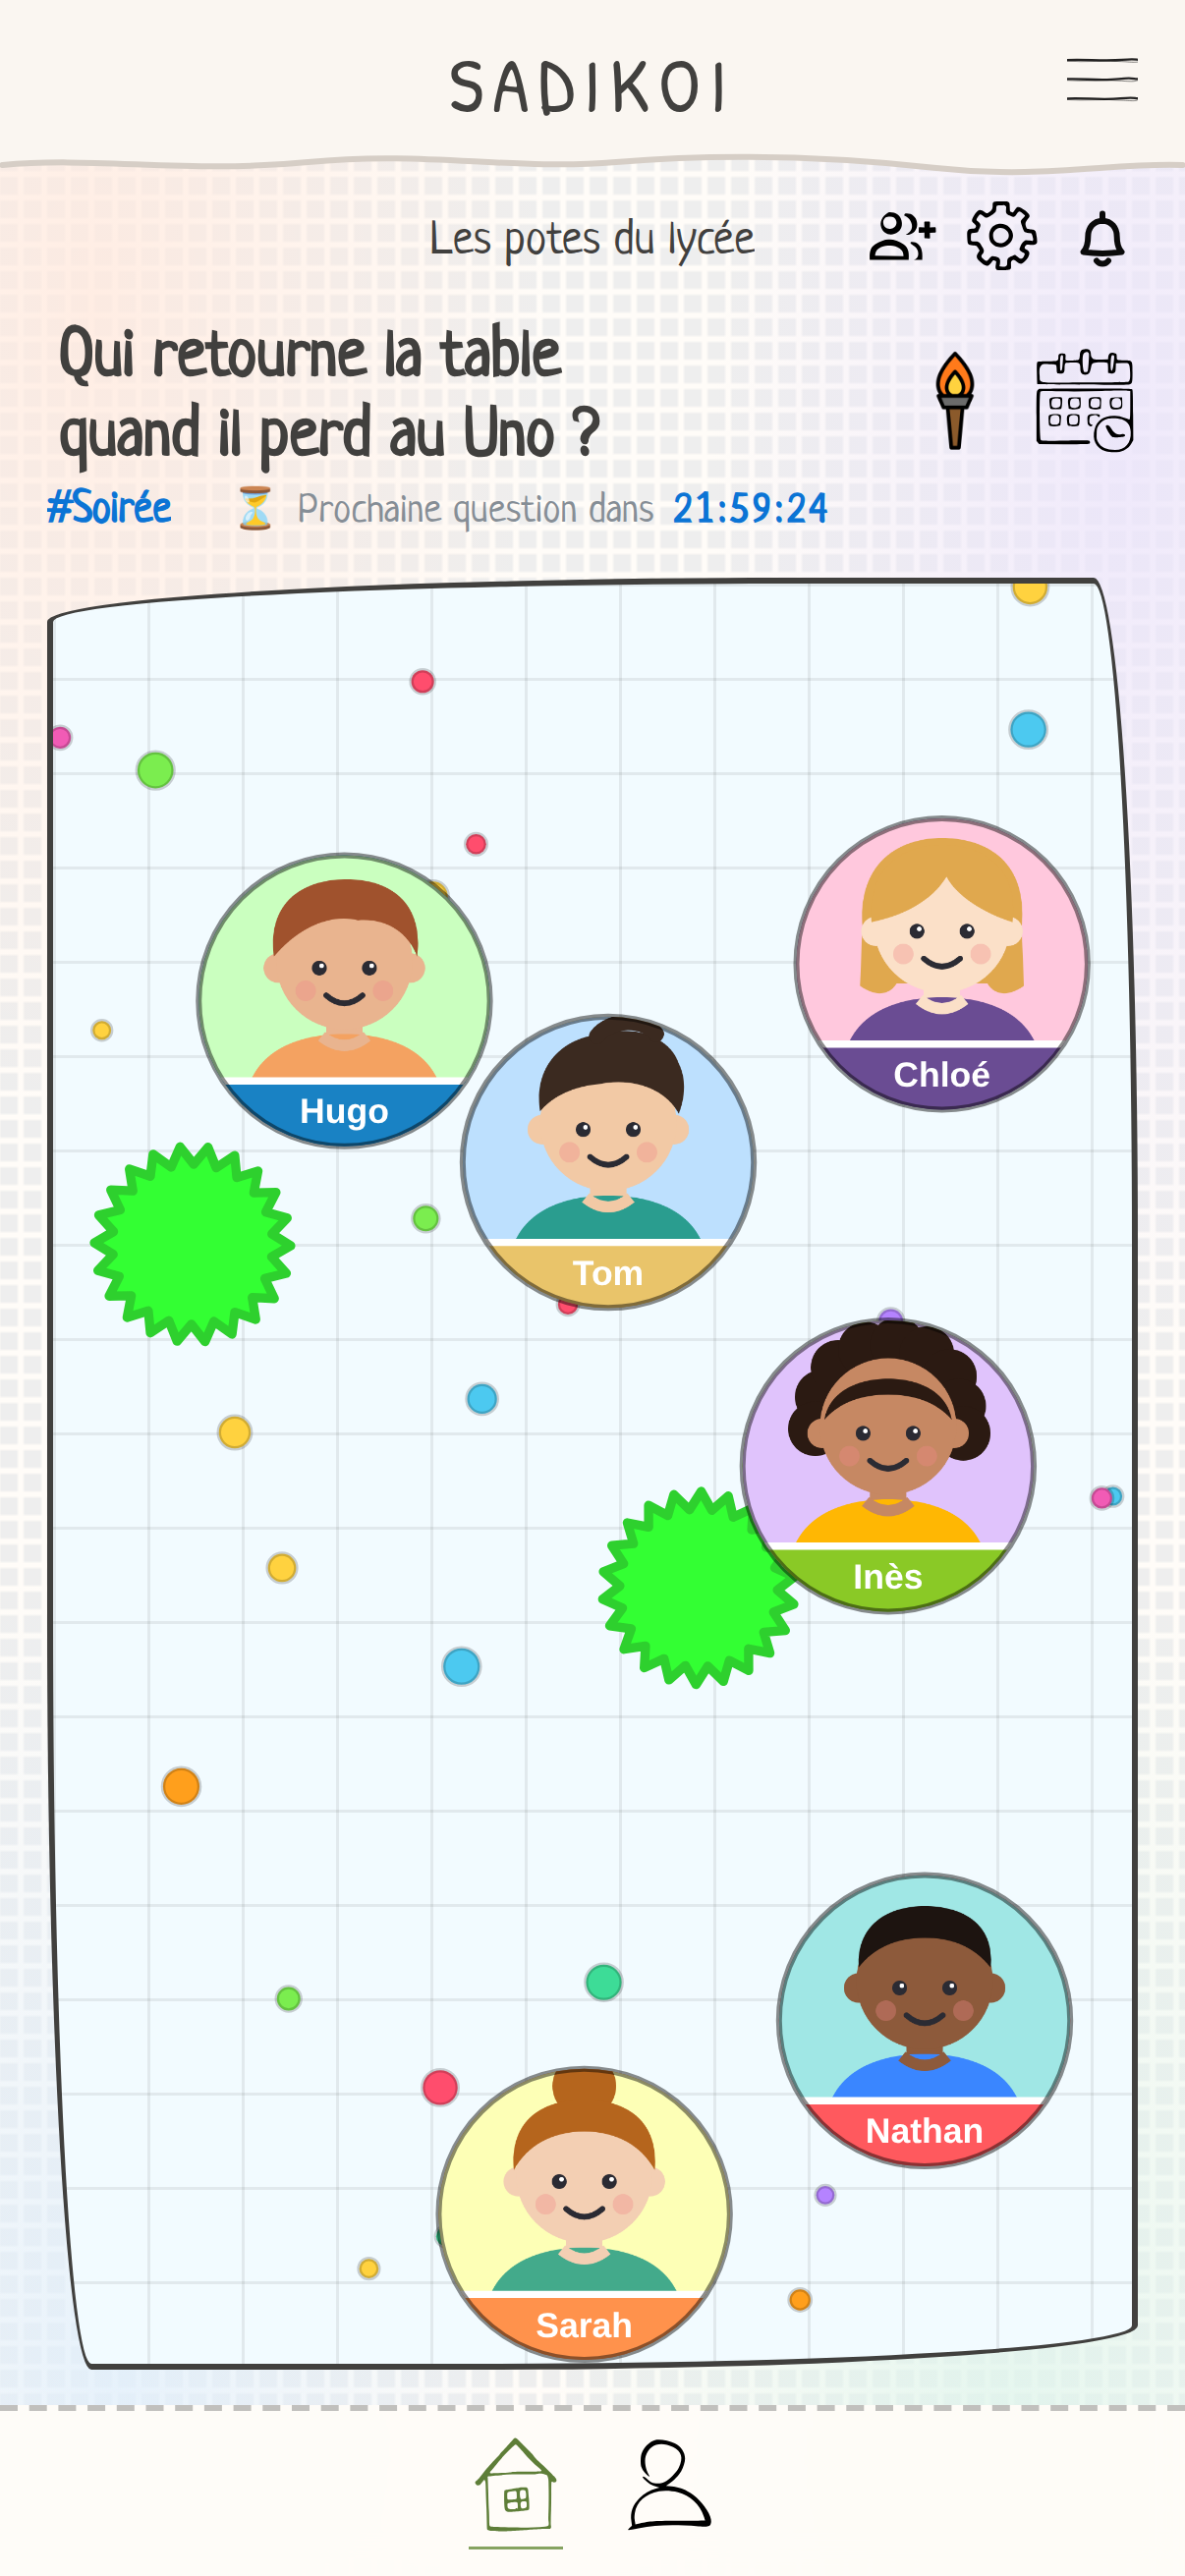 SADIKOI
Les potes du lycée
Qui retourne la table
quand il perd au Uno ?
#Soirée ⏳ Prochaine question dans 21:59:24
Chloé
Hugo
Tom
Inès
Nathan
Sarah